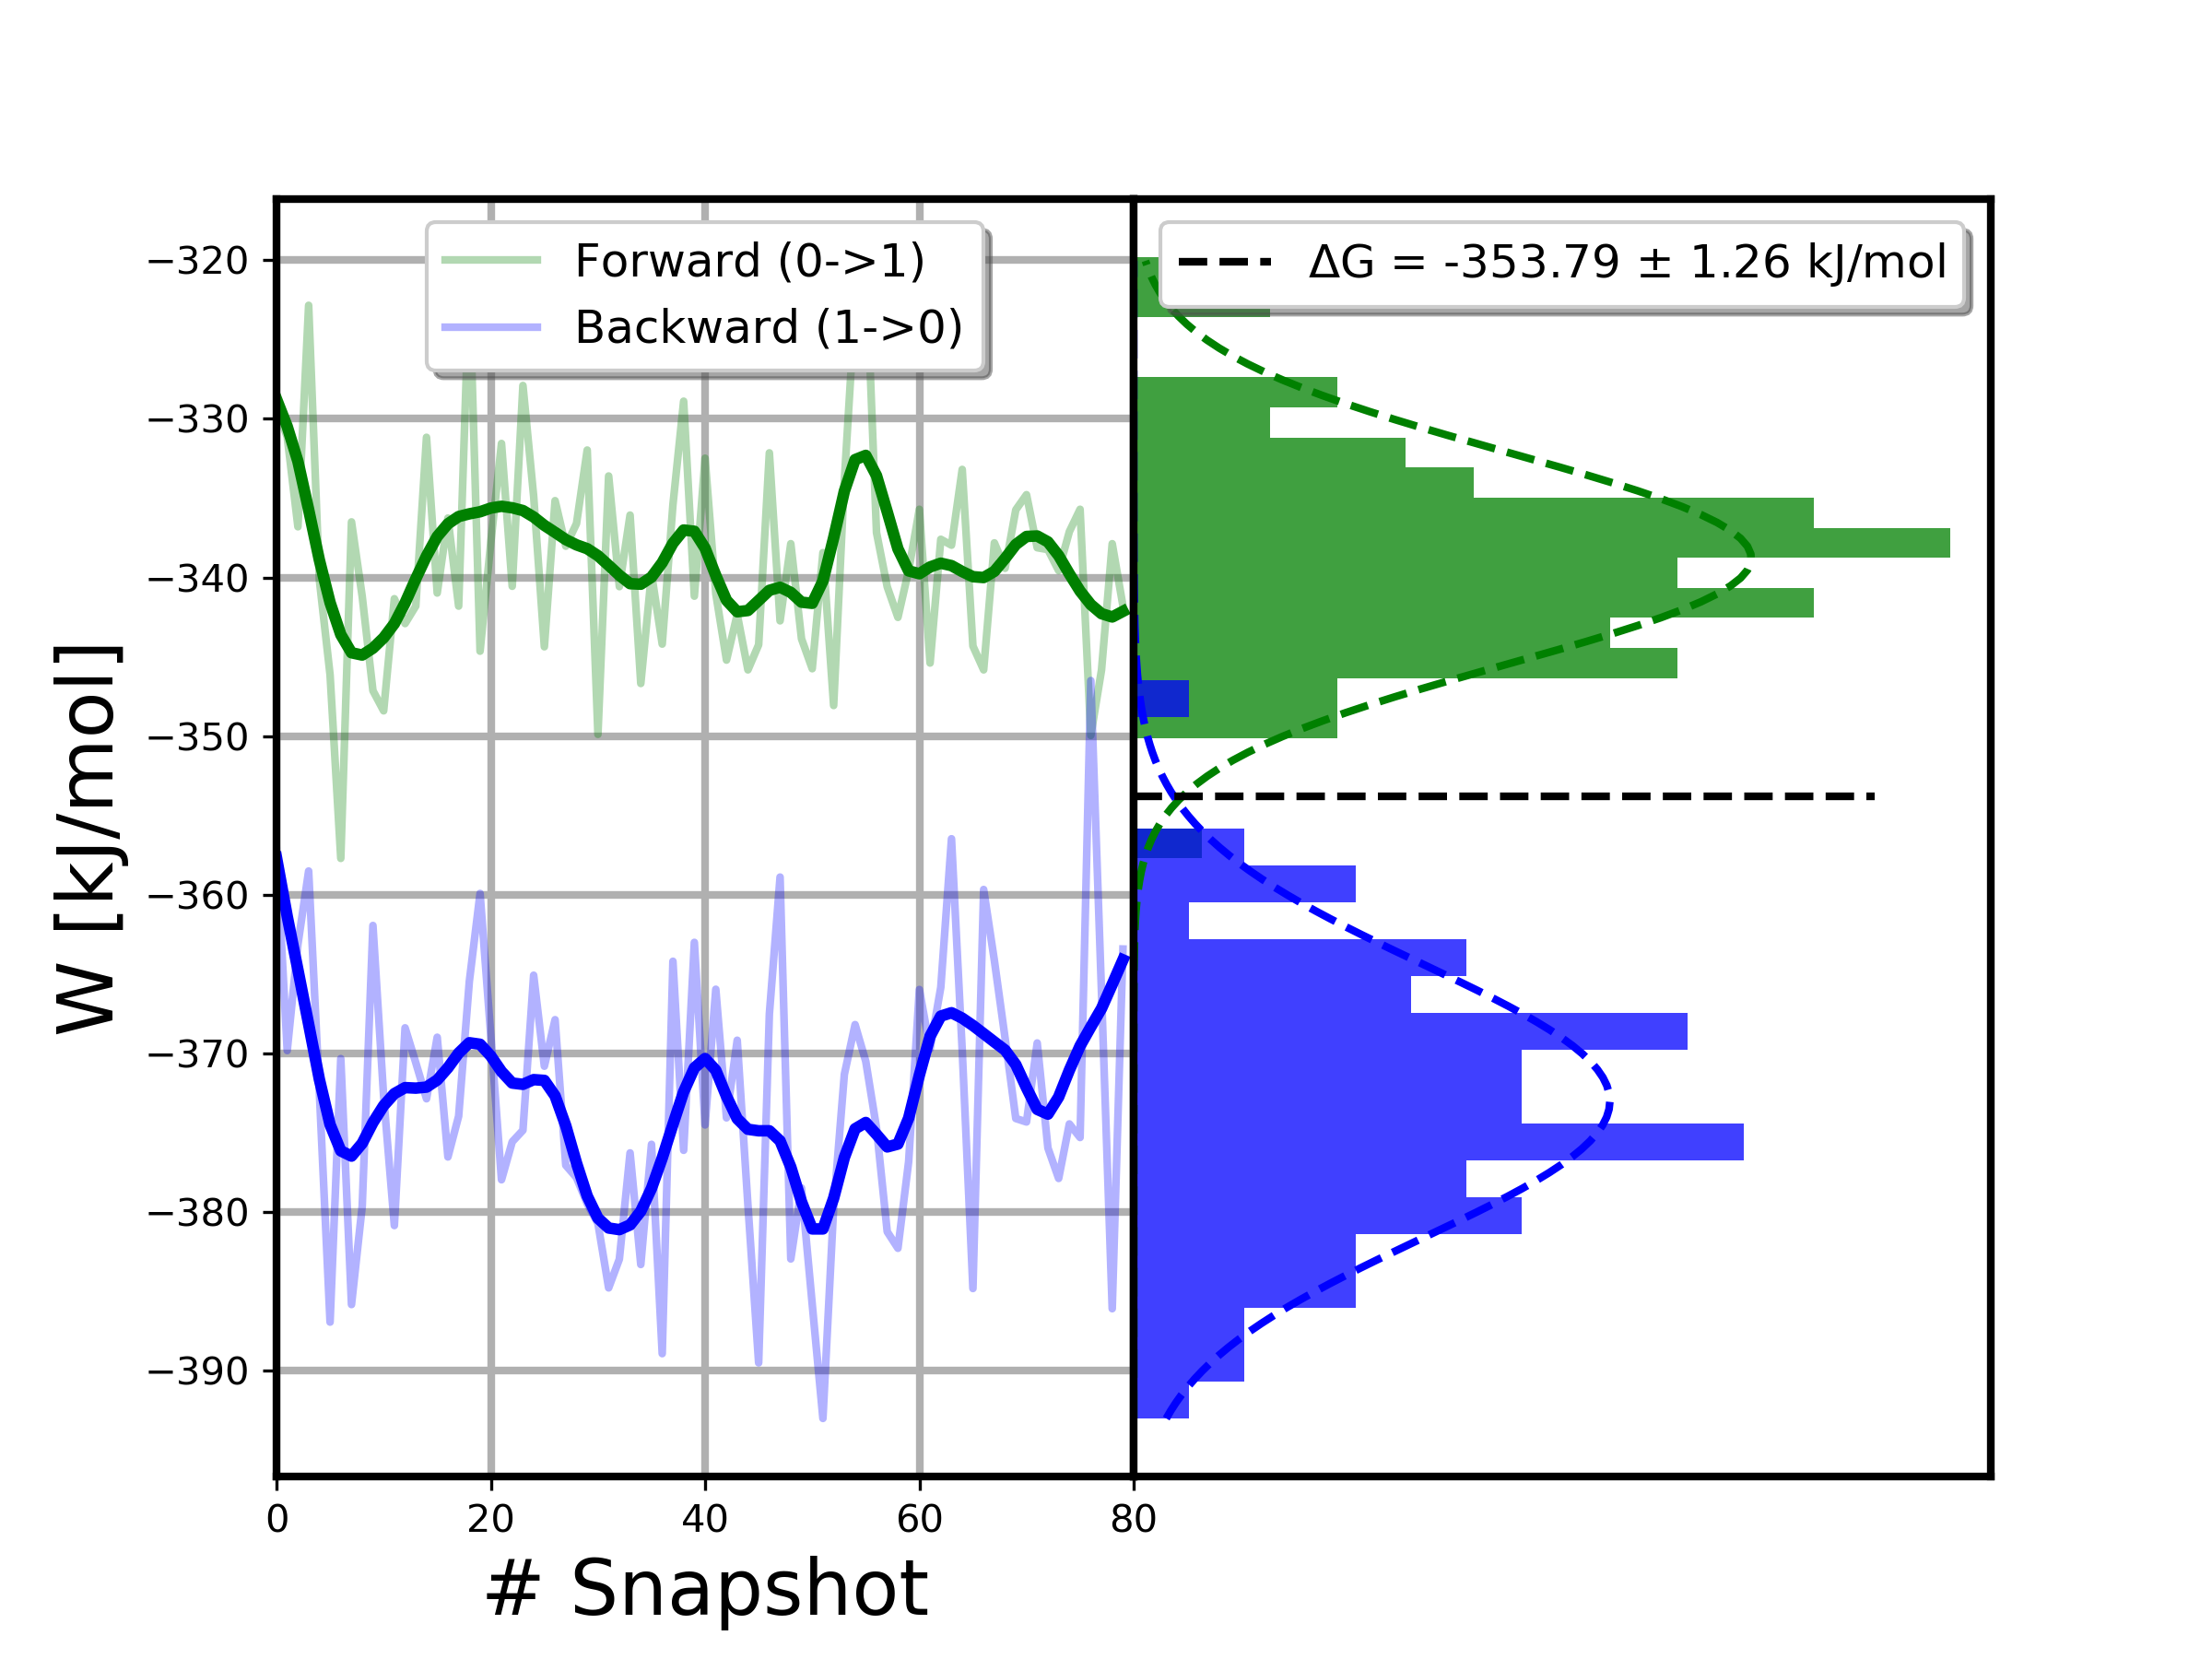 Forward (0->1)
Backward (1->0)
ΔG = -353.79 ± 1.26 kJ/mol
−320
−330
−340
−350
−360
−370
−380
−390
W [kJ/mol]
0 20 40 60 80
# Snapshot